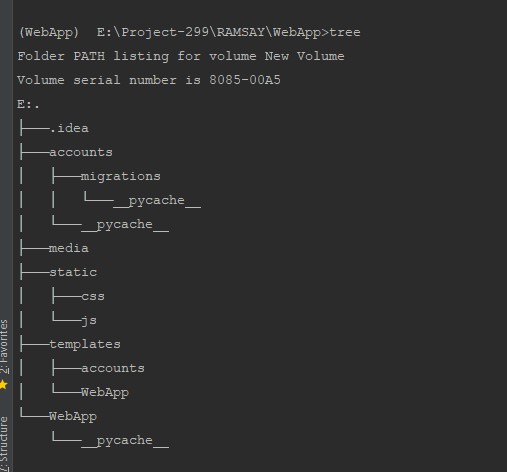 (WebApp)  E:\Project-299\RAMSAY\WebApp>tree
Folder PATH listing for volume New Volume
Volume serial number is 8085-00A5
E:.
├───.idea
├───accounts
│   ├───migrations
│   │   └───__pycache__
│   └───__pycache__
├───media
├───static
│   ├───css
│   └───js
├───templates
│   ├───accounts
│   └───WebApp
└───WebApp
    └───__pycache__
2: Favorites
7: Structure